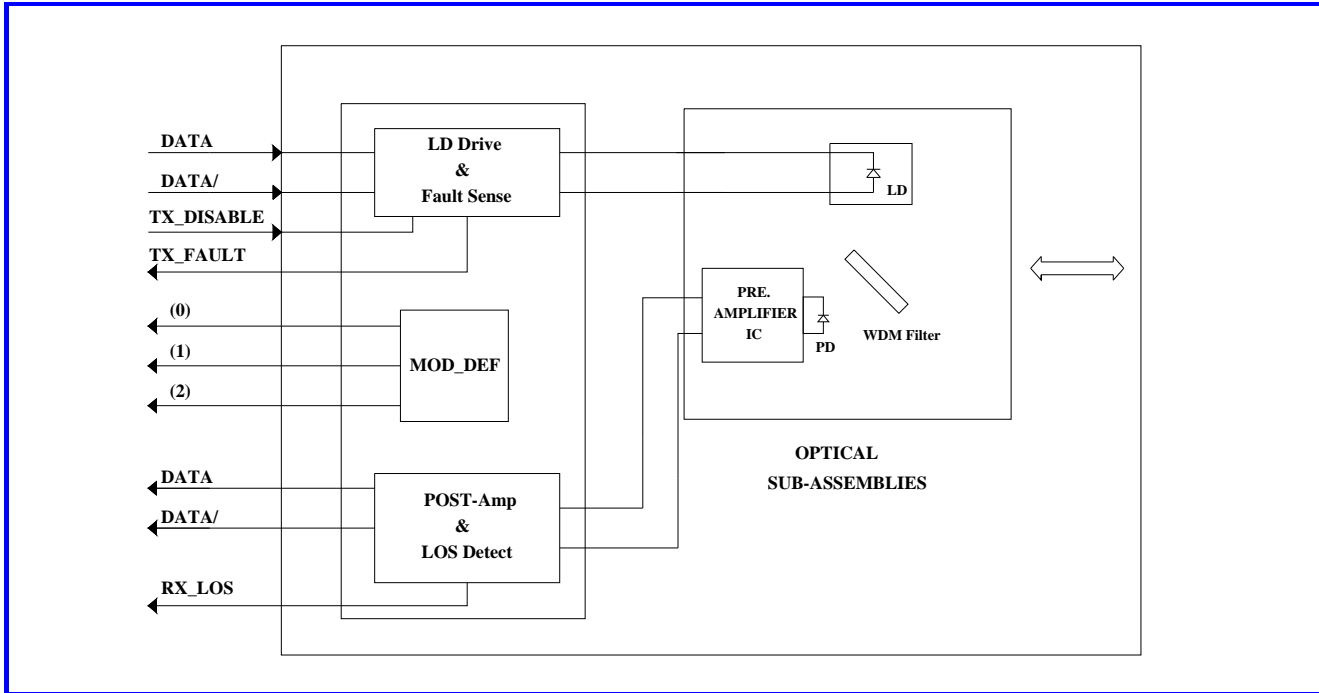 DATA
DATA/
TX_DISABLE
TX_FAULT
(0)
(1)
(2)
DATA
DATA/
RX_LOS
LD Drive
&
Fault Sense
MOD_DEF
POST-Amp
&
LOS Detect
LD
PRE.
AMPLIFIER
IC
PD
WDM Filter
OPTICAL
SUB-ASSEMBLIES